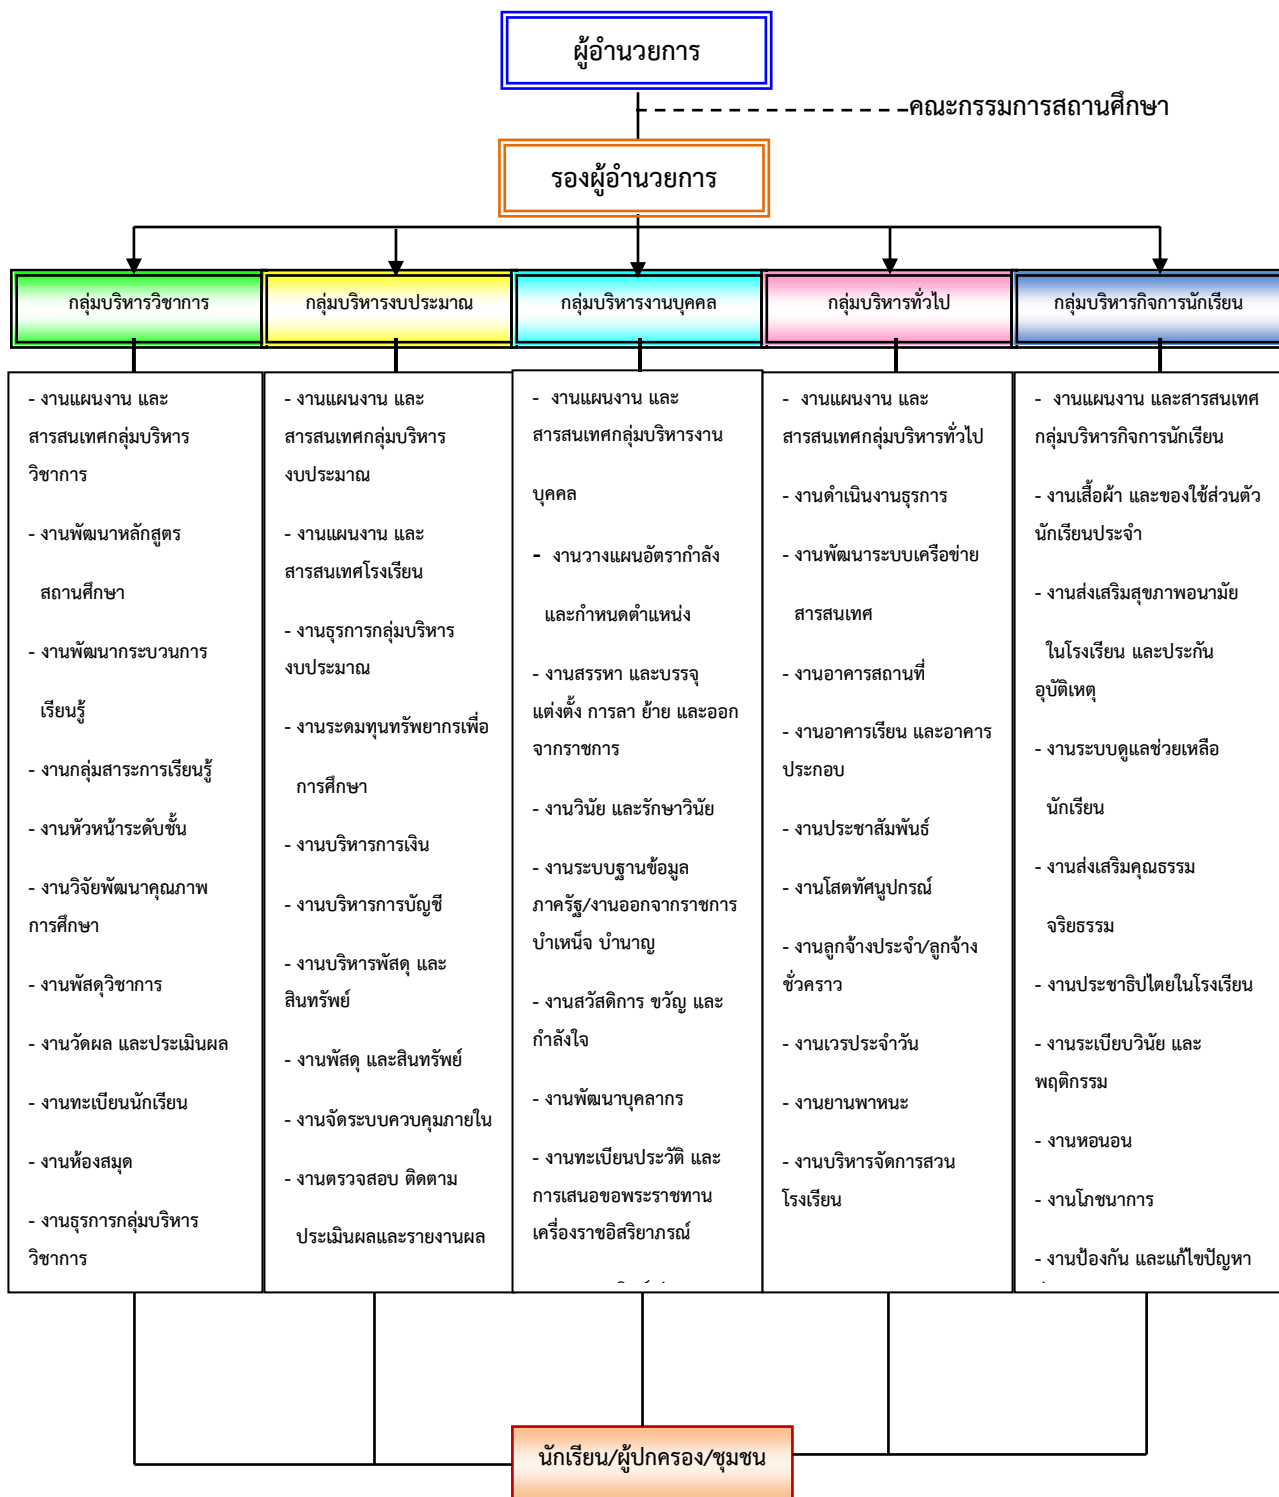 ผู้อำนวยการ
คณะกรรมการสถานศึกษา
รองผู้อำนวยการ
กลุ่มบริหารวิชาการ
กลุ่มบริหารงบประมาณ
กลุ่มบริหารงานบุคคล
กลุ่มบริหารทั่วไป
กลุ่มบริหารกิจการนักเรียน
- งานแผนงาน และ
สารสนเทศกลุ่มบริหาร
วิชาการ
- งานพัฒนาหลักสูตร
สถานศึกษา
- งานพัฒนากระบวนการ
เรียนรู้
- งานกลุ่มสาระการเรียนรู้
- งานหัวหน้าระดับชั้น
- งานวิจัยพัฒนาคุณภาพ
การศึกษา
- งานพัสดุวิชาการ
- งานวัดผล และประเมินผล
- งานทะเบียนนักเรียน
- งานห้องสมุด
- งานธุรการกลุ่มบริหาร
วิชาการ
- งานแผนงาน และ
สารสนเทศกลุ่มบริหาร
งบประมาณ
- งานแผนงาน และ
สารสนเทศโรงเรียน
- งานธุรการกลุ่มบริหาร
งบประมาณ
- งานระดมทุนทรัพยากรเพื่อ
การศึกษา
- งานบริหารการเงิน
- งานบริหารการบัญชี
- งานบริหารพัสดุ และ
สินทรัพย์
- งานพัสดุ และสินทรัพย์
- งานจัดระบบควบคุมภายใน
- งานตรวจสอบ ติดตาม
ประเมินผลและรายงานผล
- งานแผนงาน และ
สารสนเทศกลุ่มบริหารงาน
บุคคล
- งานวางแผนอัตรากำลัง
และกำหนดตำแหน่ง
- งานสรรหา และบรรจุ
แต่งตั้ง การลา ย้าย และออก
จากราชการ
- งานวินัย และรักษาวินัย
- งานระบบฐานข้อมูล
ภาครัฐ/งานออกจากราชการ
บำเหน็จ บำนาญ
- งานสวัสดิการ ขวัญ และ
กำลังใจ
- งานพัฒนาบุคลากร
- งานทะเบียนประวัติ และ
การเสนอขอพระราชทาน
เครื่องราชอิสริยาภรณ์
- งานแผนงาน และ
สารสนเทศกลุ่มบริหารทั่วไป
- งานดำเนินงานธุรการ
- งานพัฒนาระบบเครือข่าย
สารสนเทศ
- งานอาคารสถานที่
- งานอาคารเรียน และอาคาร
ประกอบ
- งานประชาสัมพันธ์
- งานโสตทัศนูปกรณ์
- งานลูกจ้างประจำ/ลูกจ้าง
ชั่วคราว
- งานเวรประจำวัน
- งานยานพาหนะ
- งานบริหารจัดการสวน
โรงเรียน
- งานแผนงาน และสารสนเทศ
กลุ่มบริหารกิจการนักเรียน
- งานเสื้อผ้า และของใช้ส่วนตัว
นักเรียนประจำ
- งานส่งเสริมสุขภาพอนามัย
ในโรงเรียน และประกัน
อุบัติเหตุ
- งานระบบดูแลช่วยเหลือ
นักเรียน
- งานส่งเสริมคุณธรรม
จริยธรรม
- งานประชาธิปไตยในโรงเรียน
- งานระเบียบวินัย และ
พฤติกรรม
- งานหอนอน
- งานโภชนาการ
- งานป้องกัน และแก้ไขปัญหา
นักเรียน/ผู้ปกครอง/ชุมชน